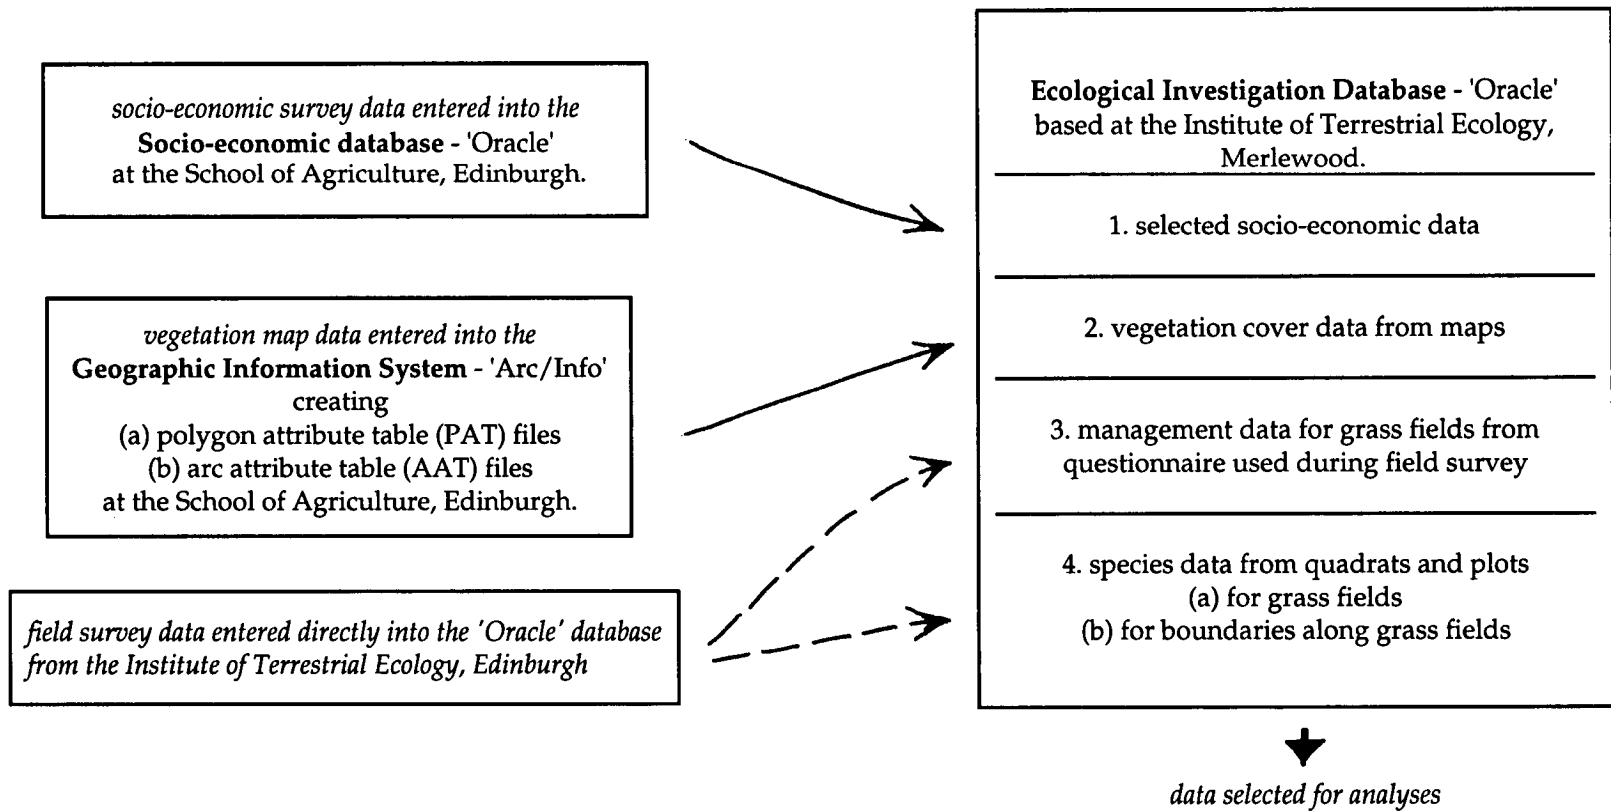 socio-economic survey data entered into the
Socio-economic database - 'Oracle'
at the School of Agriculture, Edinburgh.
vegetation map data entered into the
Geographic Information System - 'Arc/Info'
creating
(a) polygon attribute table (PAT) files
(b) arc attribute table (AAT) files
at the School of Agriculture, Edinburgh.
field survey data entered directly into the 'Oracle' database
from the Institute of Terrestrial Ecology, Edinburgh
Ecological Investigation Database - 'Oracle'
based at the Institute of Terrestrial Ecology,
Merlewood.
1. selected socio-economic data
2. vegetation cover data from maps
3. management data for grass fields from
questionnaire used during field survey
4. species data from quadrats and plots
(a) for grass fields
(b) for boundaries along grass fields
data selected for analyses